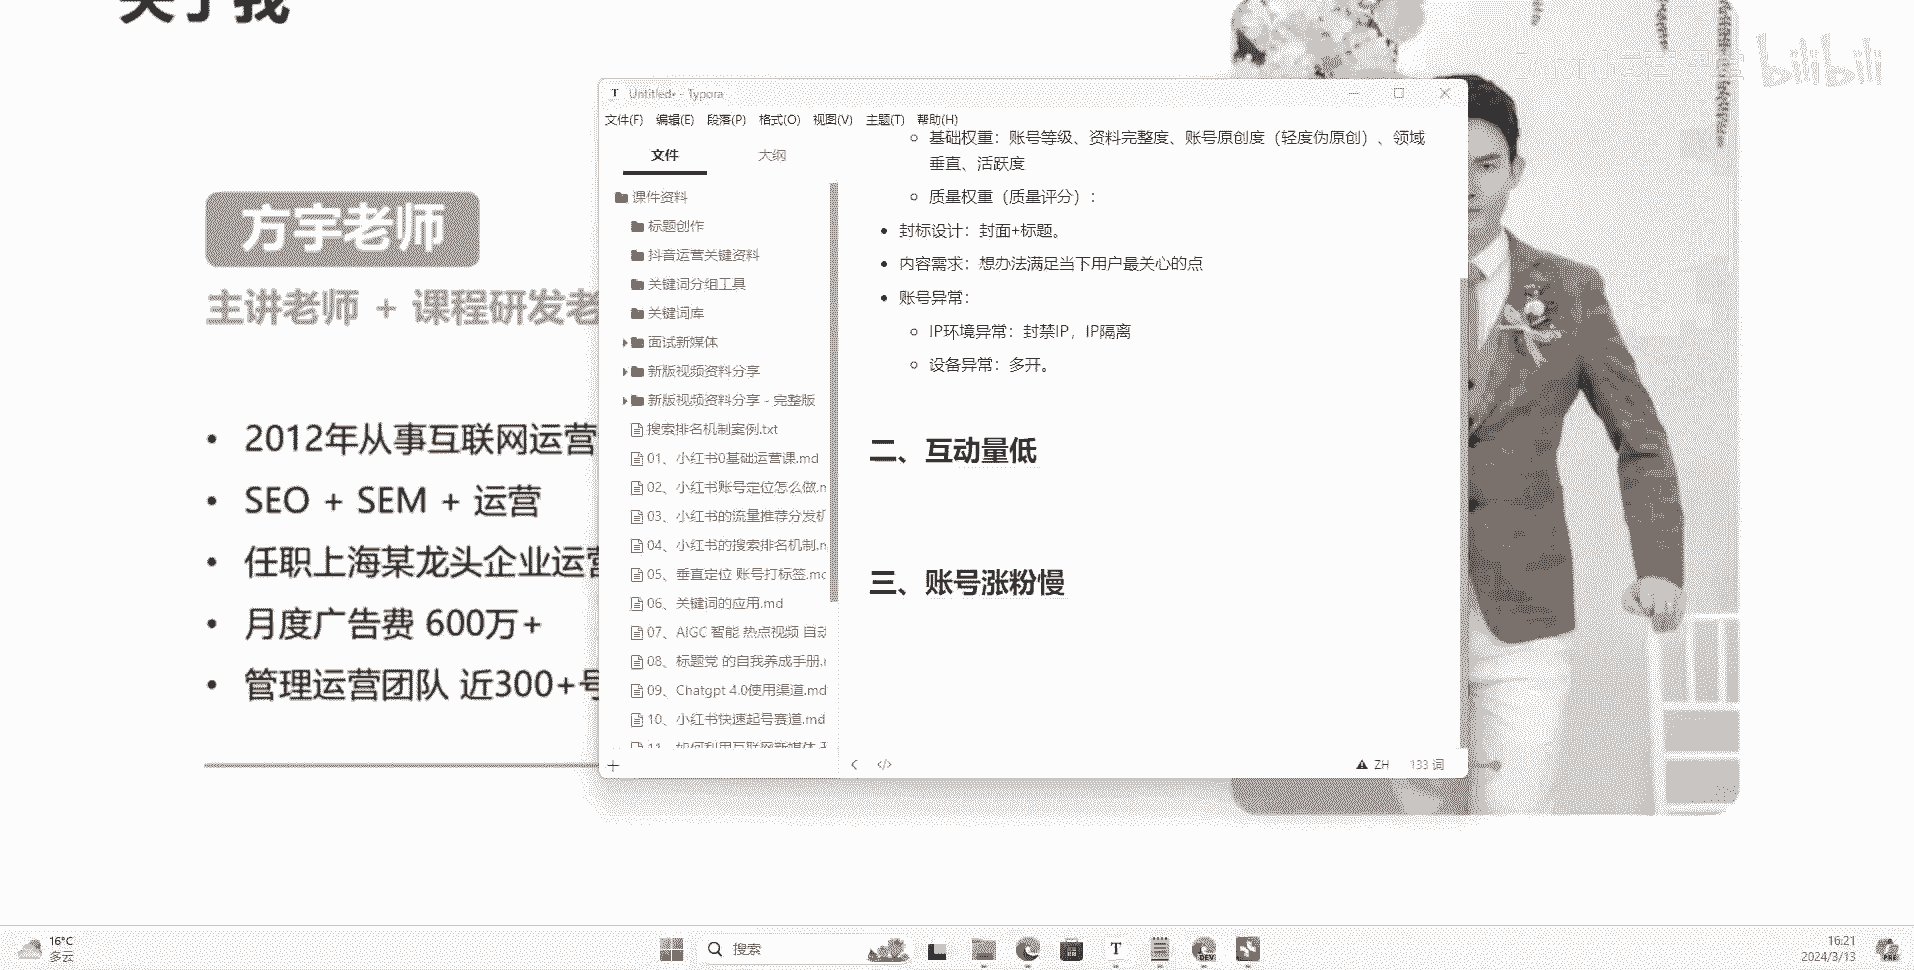 关于我
bilibili
方宇老师
主讲老师 + 课程研发老
2012年从事互联网运营
SEO + SEM + 运营
任职上海某龙头企业运营
月度广告费 600万+
管理运营团队 近300+号
Untitled• - Typora
文件(F) 编辑(E) 段落(P) 格式(O) 视图(V) 主题(T) 帮助(H)
文件 大纲
课件资料
标题创作
抖音运营关键资料
关键词分组工具
关键词库
面试新媒体
新版视频资料分享
新版视频资料分享 - 完整版
搜索排名机制案例.txt
01、小红书0基础运营课.md
02、小红书账号定位怎么做.m
03、小红书的流量推荐分发机
04、小红书的搜索排名机制.m
05、垂直定位 账号打标签.md
06、关键词的应用.md
07、AIGC 智能 热点视频 自动
08、标题党 的自我养成手册.m
09、Chatgpt 4.0使用渠道.md
10、小红书快速起号赛道.md
11、如何利用互联网新媒体
基础权重：账号等级、资料完整度、账号原创度（轻度伪原创）、领域
垂直、活跃度
质量权重（质量评分）：
封标设计：封面+标题。
内容需求：想办法满足当下用户最关心的点
账号异常：
IP环境异常：封禁IP，IP隔离
设备异常：多开。
二、互动量低
三、账号涨粉慢
ZH 133 词
16°C
多云
搜索
DEV
16:21
2024/3/13
PRE